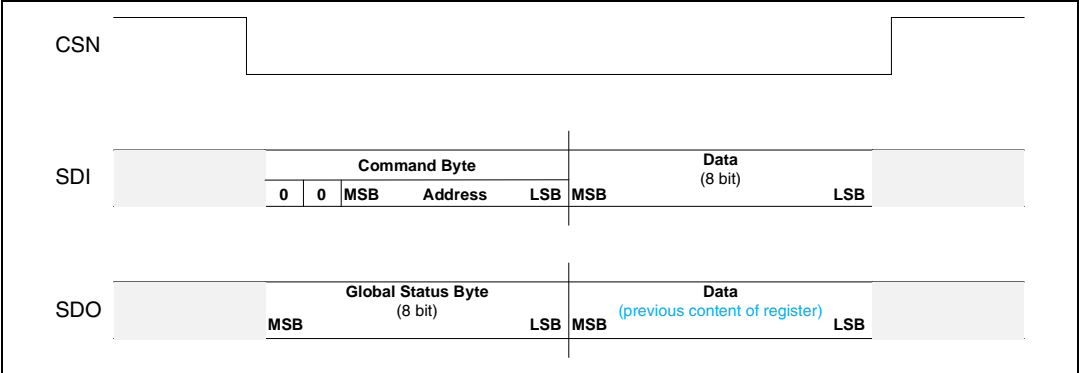 CSN
SDI
Command Byte
Data
(8 bit)
0 0 MSB Address LSB MSB LSB
SDO
Global Status Byte
Data
(8 bit)
(previous content of register)
MSB LSB MSB LSB